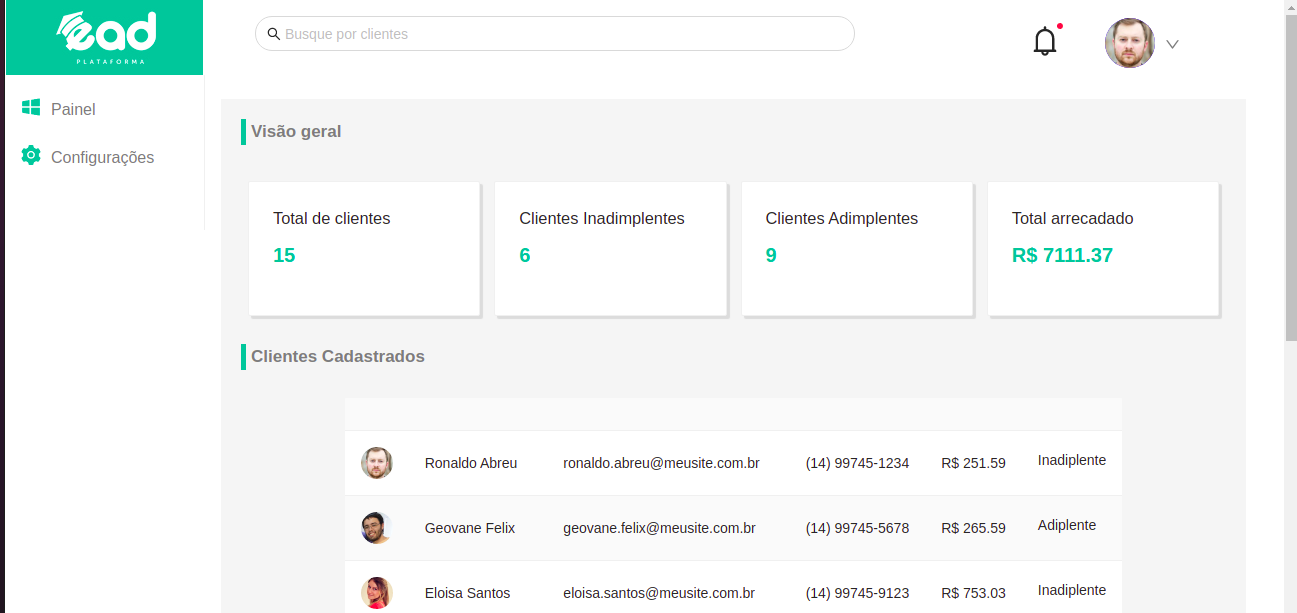 ead
PLATAFORMA
Busque por clientes
Painel
Configurações
Visão geral
Total de clientes
15
Clientes Inadimplentes
6
Clientes Adimplentes
9
Total arrecadado
R$ 7111.37
Clientes Cadastrados
Ronaldo Abreu ronaldo.abreu@meusite.com.br (14) 99745-1234 R$ 251.59 Inadiplente
Geovane Felix geovane.felix@meusite.com.br (14) 99745-5678 R$ 265.59 Adiplente
Eloisa Santos eloisa.santos@meusite.com.br (14) 99745-9123 R$ 753.03 Inadiplente